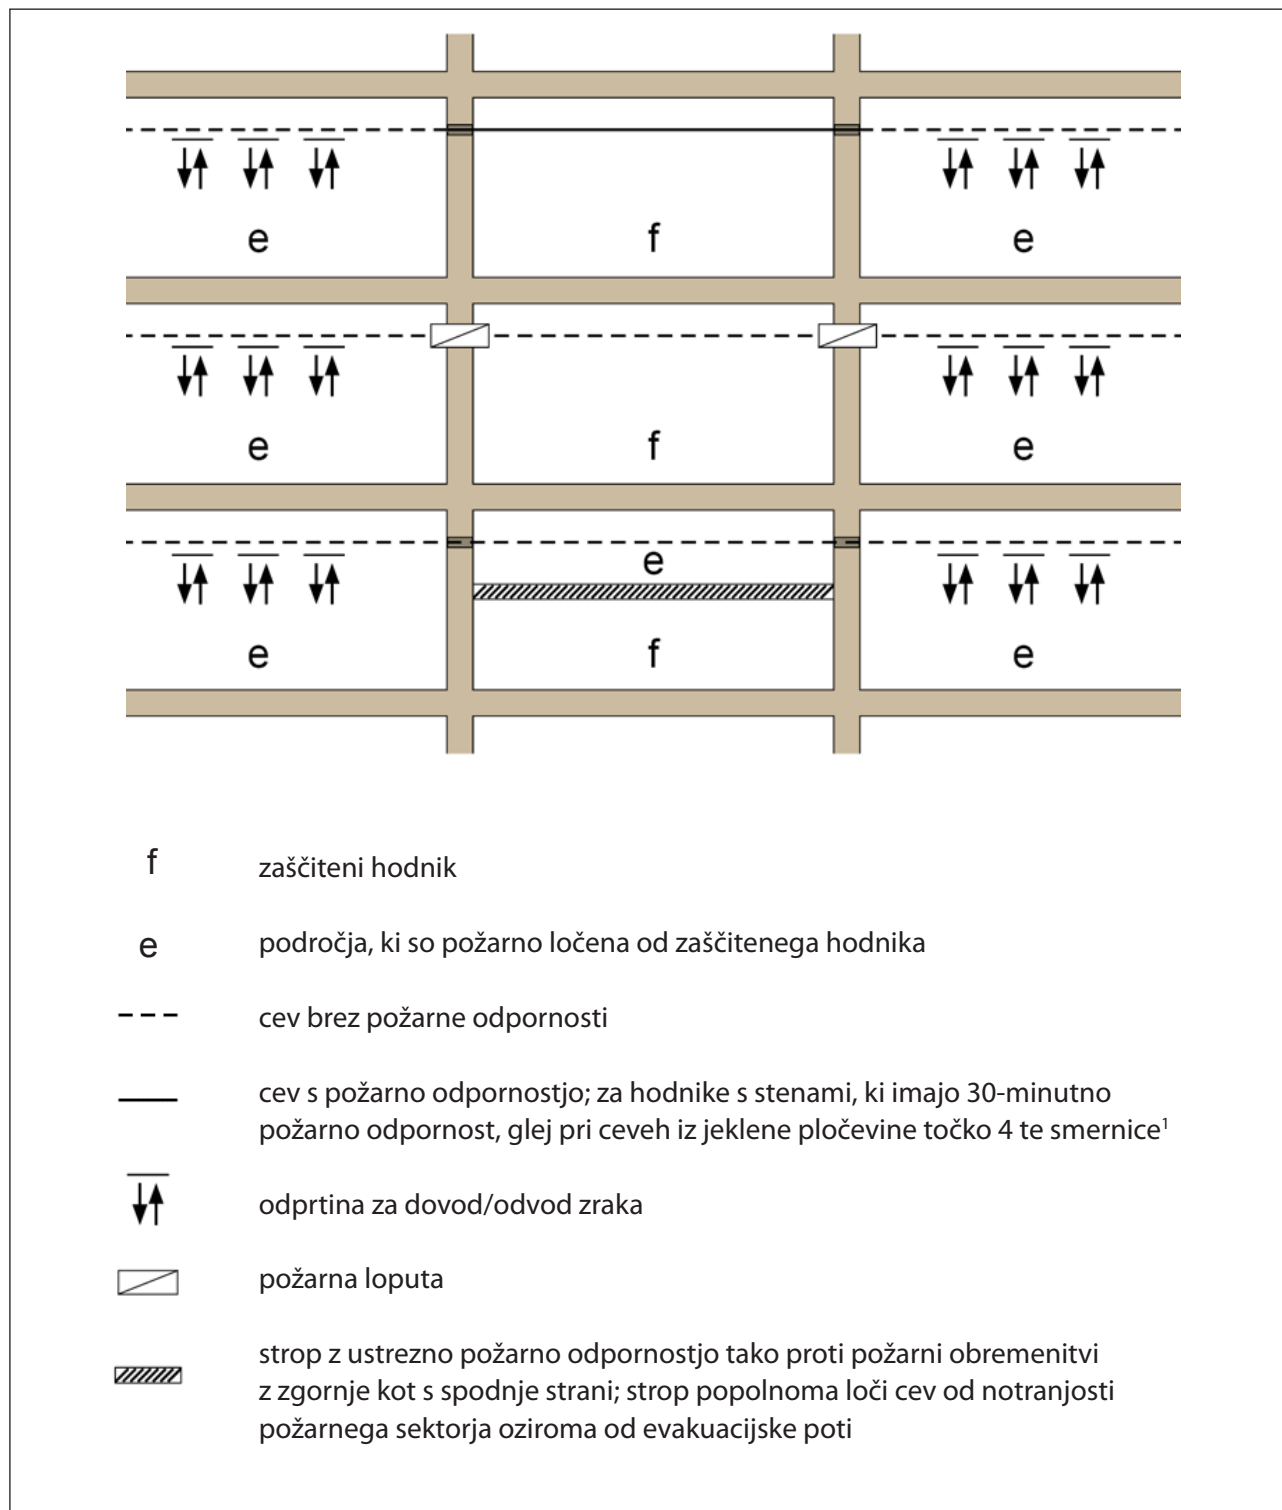 e f e
e f e
e
e f e
f zaščiteni hodnik
e področja, ki so požarno ločena od zaščitenega hodnika
cev brez požarne odpornosti
cev s požarno odpornostjo; za hodnike s stenami, ki imajo 30-minutno
požarno odpornost, glej pri ceveh iz jeklene pločevine točko 4 te smernice¹
odprtina za dovod/odvod zraka
požarna loputa
strop z ustrezno požarno odpornostjo tako proti požarni obremenitvi
z zgornje kot s spodnje strani; strop popolnoma loči cev od notranjosti
požarnega sektorja oziroma od evakuacijske poti